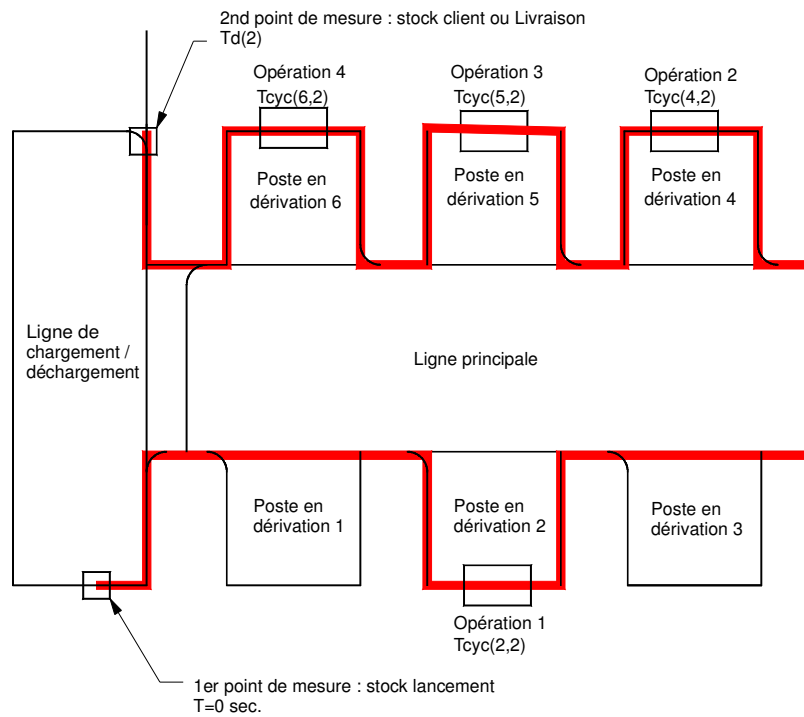 2nd point de mesure : stock client ou Livraison
Td(2)
Opération 4
Tcyc(6,2)
Opération 3
Tcyc(5,2)
Opération 2
Tcyc(4,2)
Poste en
dérivation 6
Poste en
dérivation 5
Poste en
dérivation 4
Ligne de
chargement /
déchargement
Ligne principale
Poste en
dérivation 1
Poste en
dérivation 2
Poste en
dérivation 3
Opération 1
Tcyc(2,2)
1er point de mesure : stock lancement
T=0 sec.